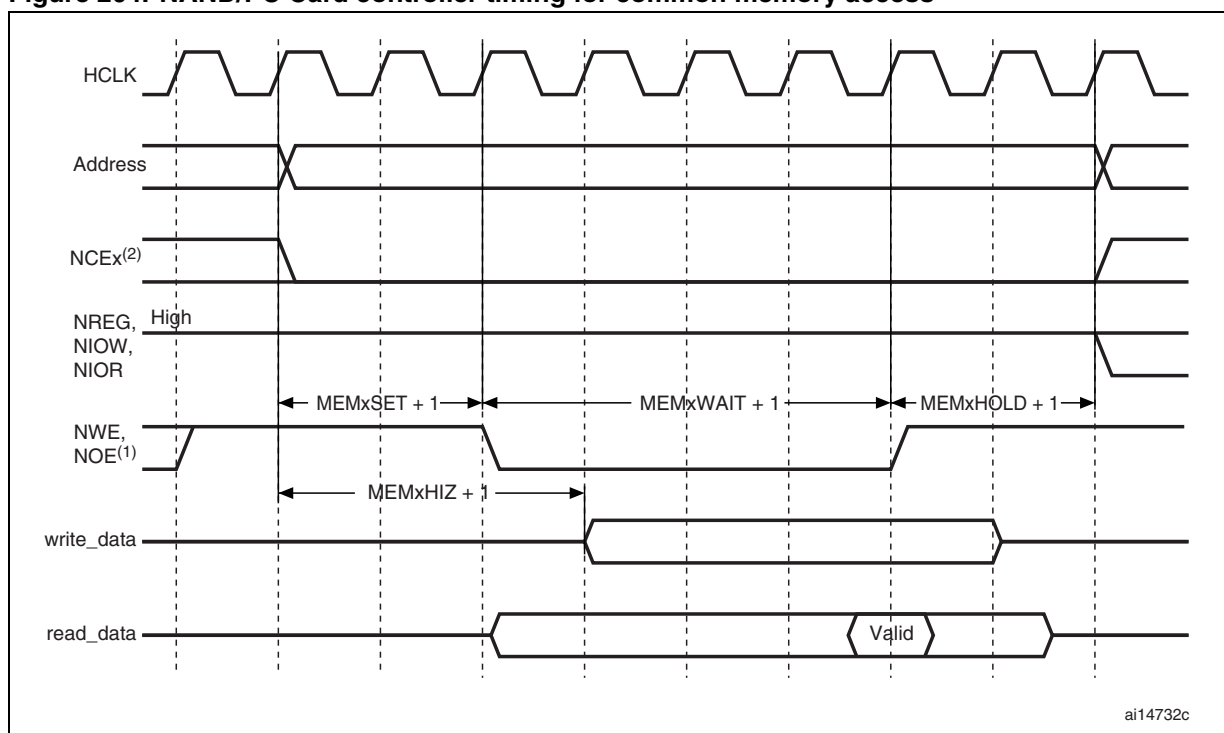 HCLK
Address
NCEx(2)
NREG, High
NIOW,
NIOR
MEMxSET + 1 MEMxWAIT + 1 MEMxHOLD + 1
NWE,
NOE(1)
MEMxHIZ + 1
write_data
read_data Valid
ai14732c